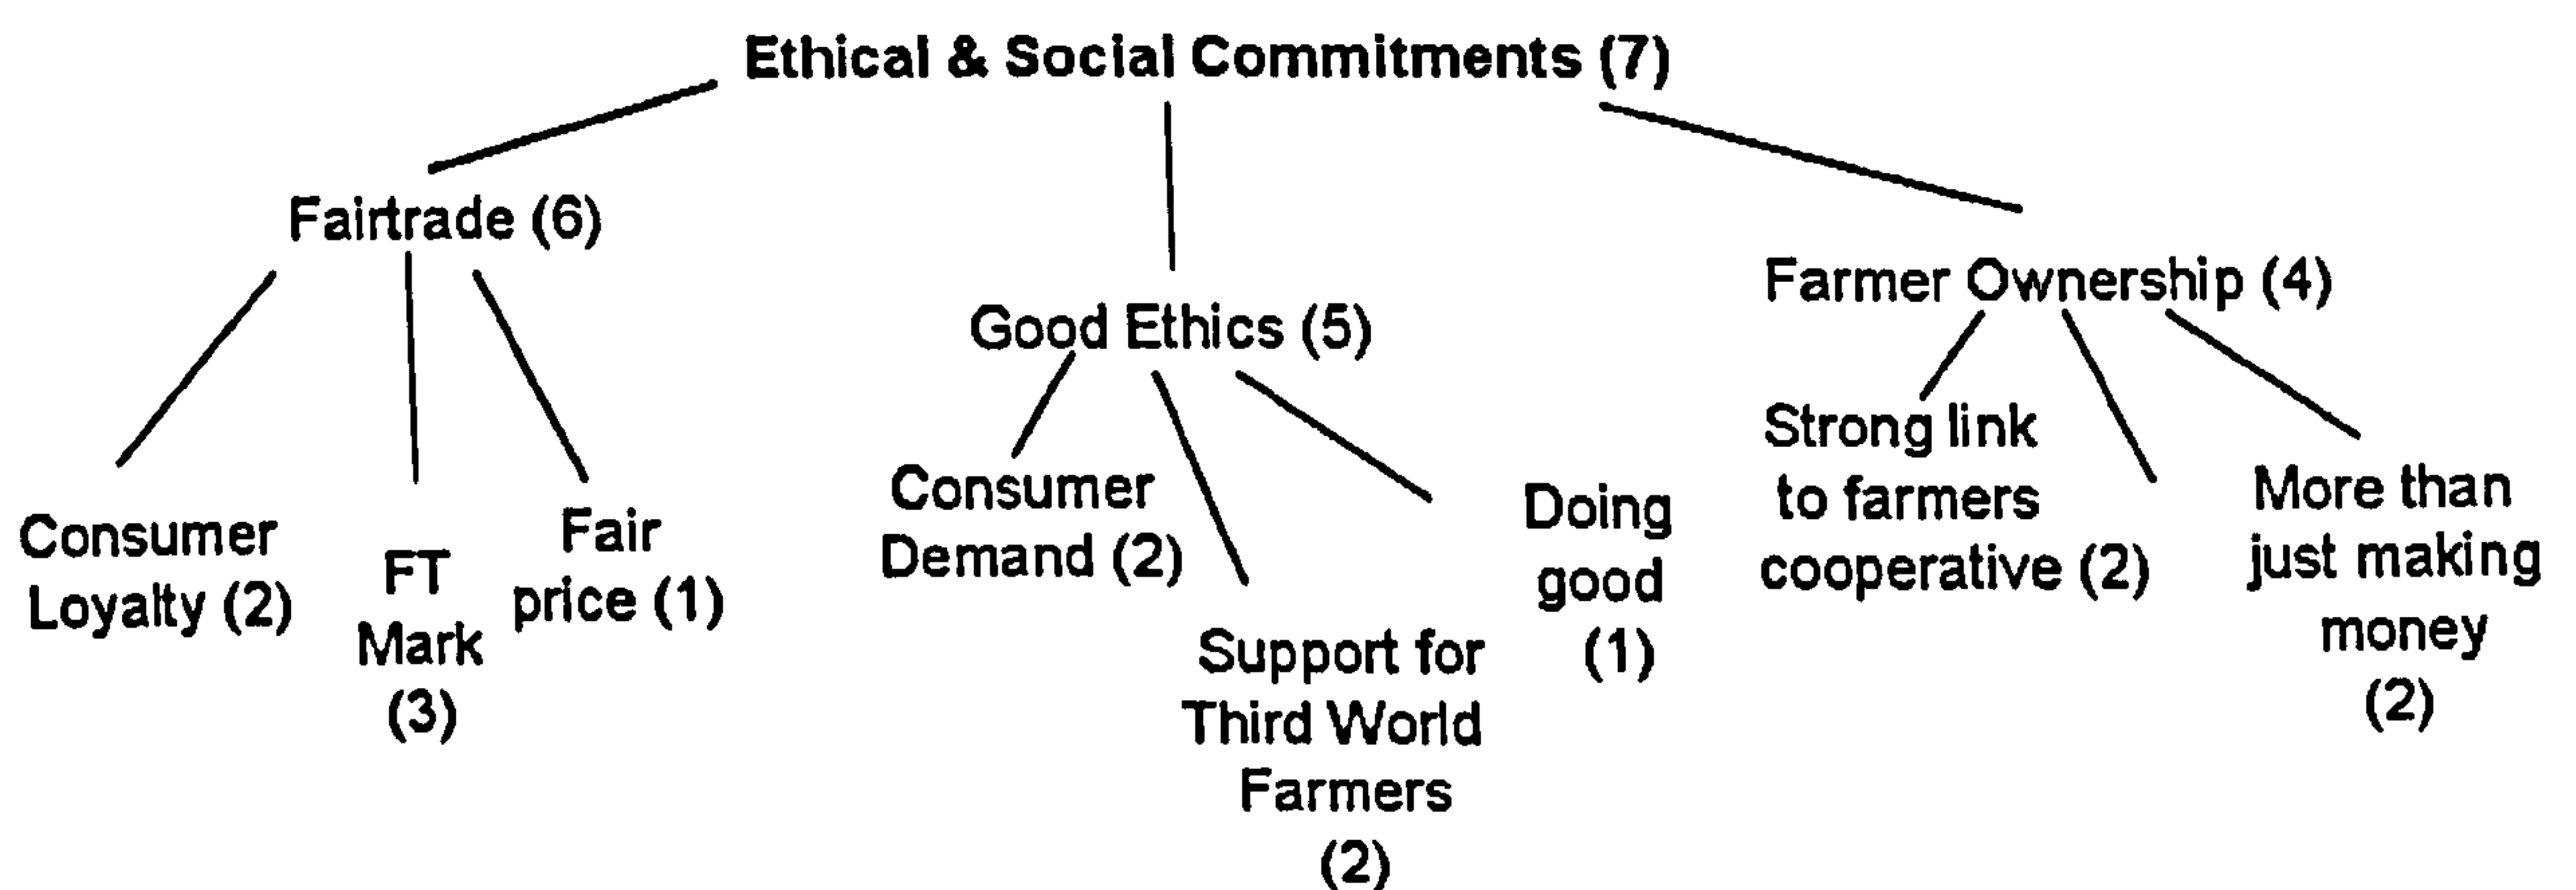 Ethical & Social Commitments (7)
Fairtrade (6)
Good Ethics (5)
Farmer Ownership (4)
Consumer
Loyalty (2)
FT
Mark
(3)
Fair
price (1)
Consumer
Demand (2)
Support for
Third World
Farmers
(2)
Doing
good
(1)
Strong link
to farmers
cooperative (2)
More than
just making
money
(2)